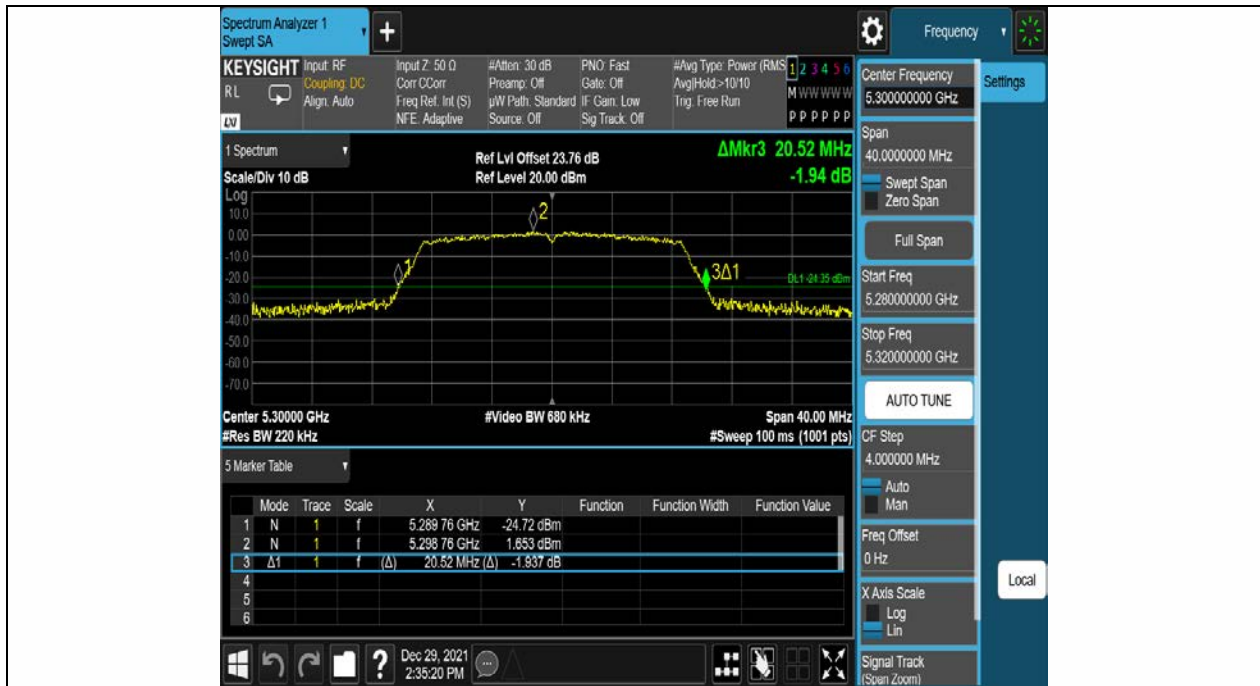 Spectrum Analyzer 1
Swept SA
+
Frequency
KEYSIGHT
RL
LXI
Input: RF
Coupling: DC
Align: Auto
Input Z: 50 Ω
Corr CCorr
Freq Ref: Int (S)
NFE: Adaptive
#Atten: 30 dB
Preamp: Off
µW Path: Standard
Source: Off
PNO: Fast
Gate: Off
IF Gain: Low
Sig Track: Off
#Avg Type: Power (RMS
Avg|Hold:>10/10
Trig: Free Run
1 2 3 4 5 6
M W W W W W
P P P P P P
1 Spectrum
Scale/Div 10 dB
Ref Lvl Offset 23.76 dB
Ref Level 20.00 dBm
ΔMkr3 20.52 MHz
-1.94 dB
Log
10.0
0.00
-10.0
-20.0
-30.0
-40.0
-50.0
-60.0
-70.0
1
2
3Δ1
DL1 -24.35 dBm
Center 5.30000 GHz
#Video BW 680 kHz
Span 40.00 MHz
#Res BW 220 kHz
#Sweep 100 ms (1001 pts)
5 Marker Table
Mode Trace Scale X Y Function Function Width Function Value
1 N 1 f 5.289 76 GHz -24.72 dBm
2 N 1 f 5.298 76 GHz 1.653 dBm
3 Δ1 1 f (Δ) 20.52 MHz (Δ) -1.937 dB
4
5
6
?
Dec 29, 2021
2:35:20 PM
Center Frequency
5.300000000 GHz
Span
40.0000000 MHz
Swept Span
Zero Span
Full Span
Start Freq
5.280000000 GHz
Stop Freq
5.320000000 GHz
AUTO TUNE
CF Step
4.000000 MHz
Auto
Man
Freq Offset
0 Hz
X Axis Scale
Log
Lin
Signal Track
(Span Zoom)
Settings
Local